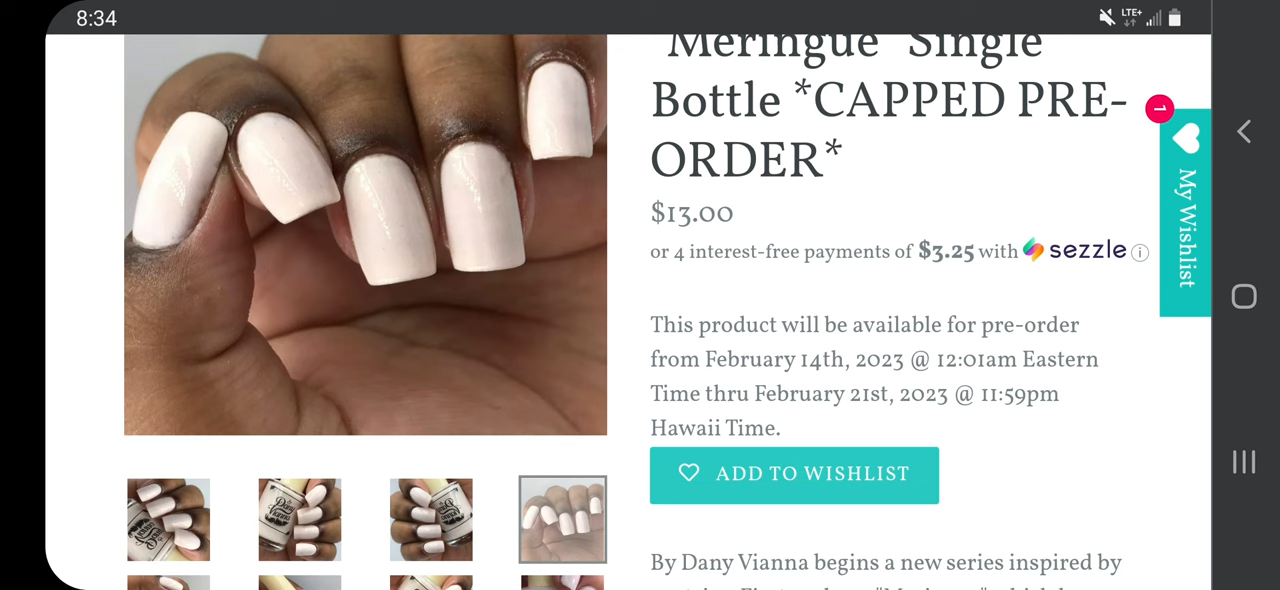 8:34
LTE+
"Meringue" Single
Bottle *CAPPED PRE-
ORDER*
$13.00
or 4 interest-free payments of $3.25 with sezzle
This product will be available for pre-order
from February 14th, 2023 @ 12:01am Eastern
Time thru February 21st, 2023 @ 11:59pm
Hawaii Time.
ADD TO WISHLIST
By Dany Vianna begins a new series inspired by
1
My Wishlist